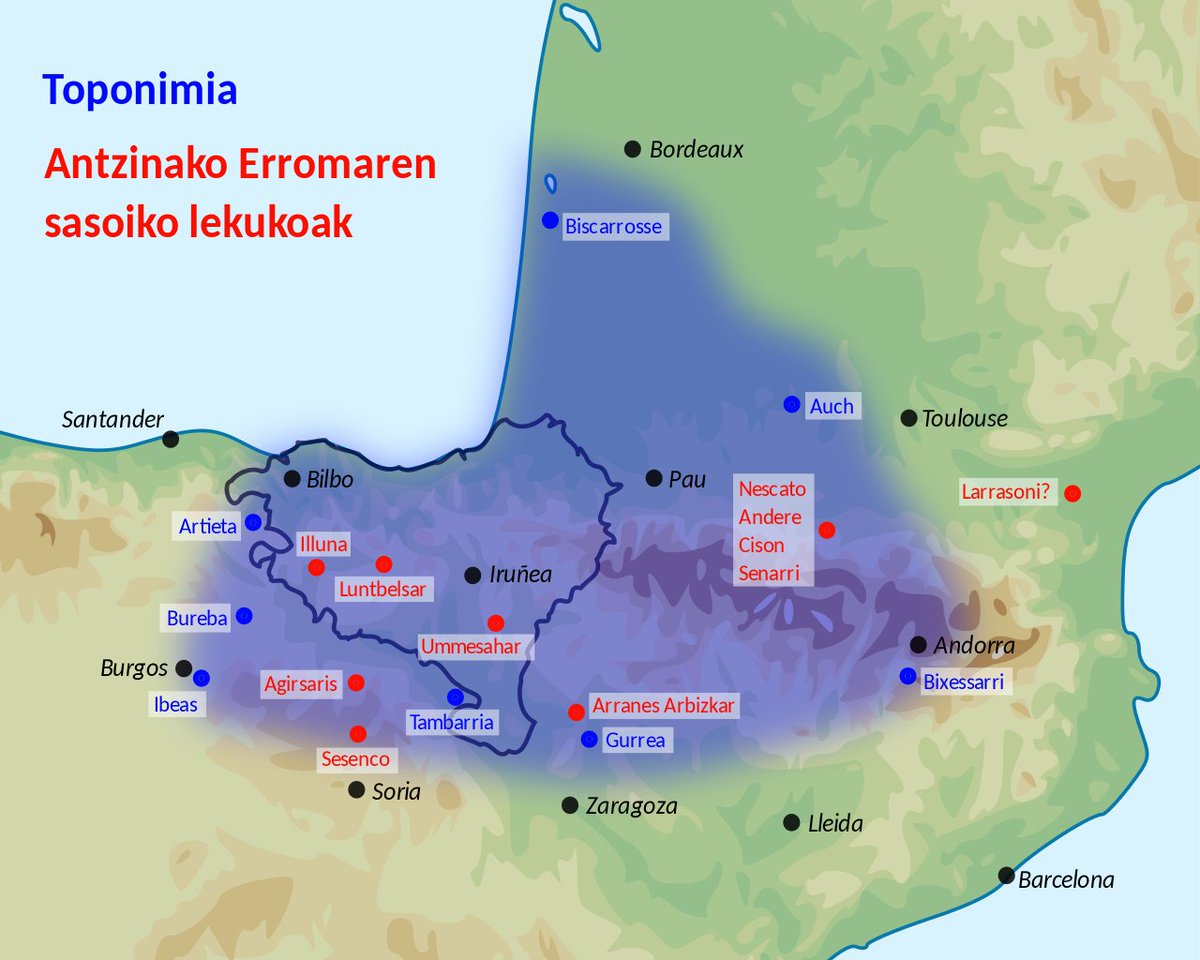 Toponimia
Antzinako Erromaren
sasoiko lekukoak
Bordeaux
Biscarrosse
Auch
Santander
Toulouse
Bilbo
Pau
Nescato
Andere
Cison
Senarri
Larrasoni?
Artieta
Illuna
Luntbelsar
Iruñea
Bureba
Ummesahar
Andorra
Burgos
Bixessarri
Ibeas
Agirsaris
Tambarria
Arranes Arbizkar
Gurrea
Sesenco
Soria
Zaragoza
Lleida
Barcelona